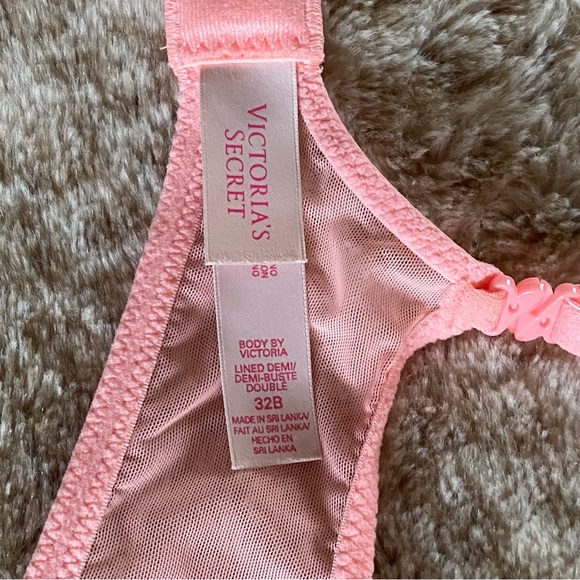 VICTORIA'S
SECRET
BODY BY
VICTORIA
LINED DEMI/
DEMI-BUSTE
DOUBLÉ
32B
MADE IN SRI LANKA/
FAIT AU SRI LANKA/
HECHO EN
SRI LANKA